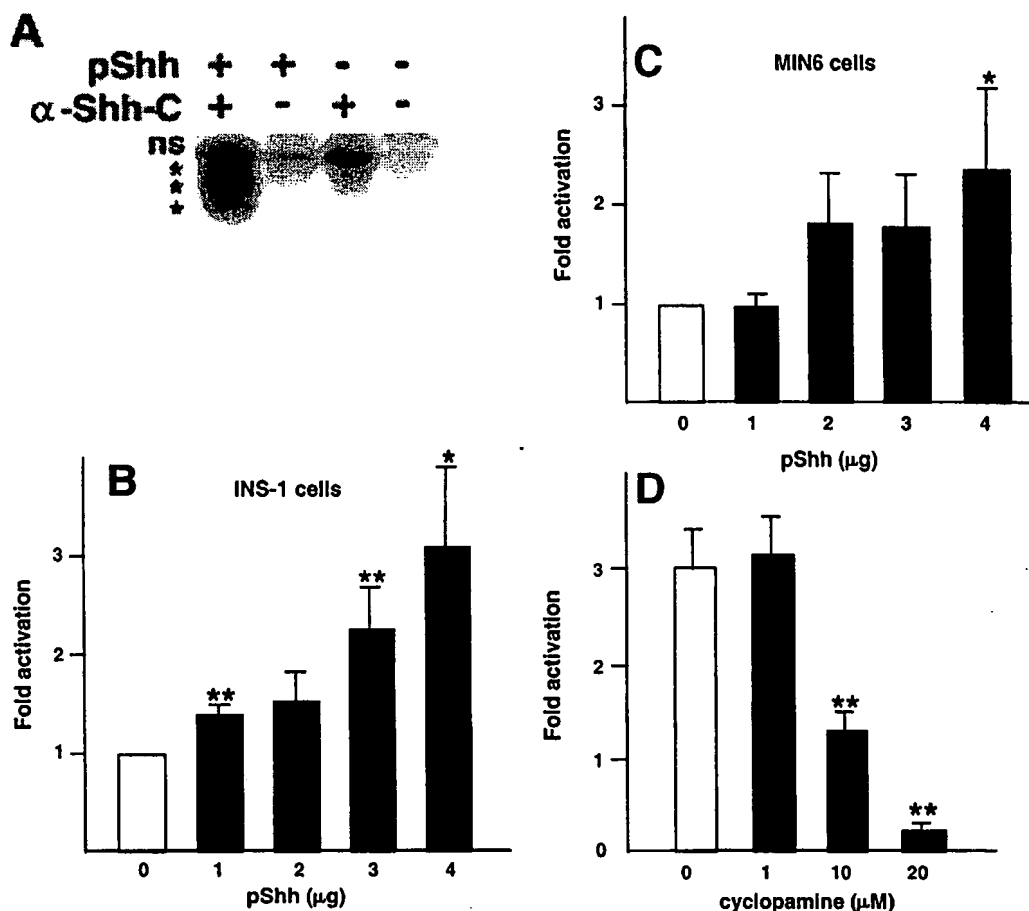 A
pShh + + - -
α-Shh-C + - + -
ns
*
*
*
B
INS-1 cells
Fold activation
3
2
1
**
**
*
0 1 2 3 4
pShh (µg)
C
MIN6 cells
Fold activation
3
2
1
*
0 1 2 3 4
pShh (µg)
D
Fold activation
3
2
1
0
**
**
0 1 10 20
cyclopamine (µM)